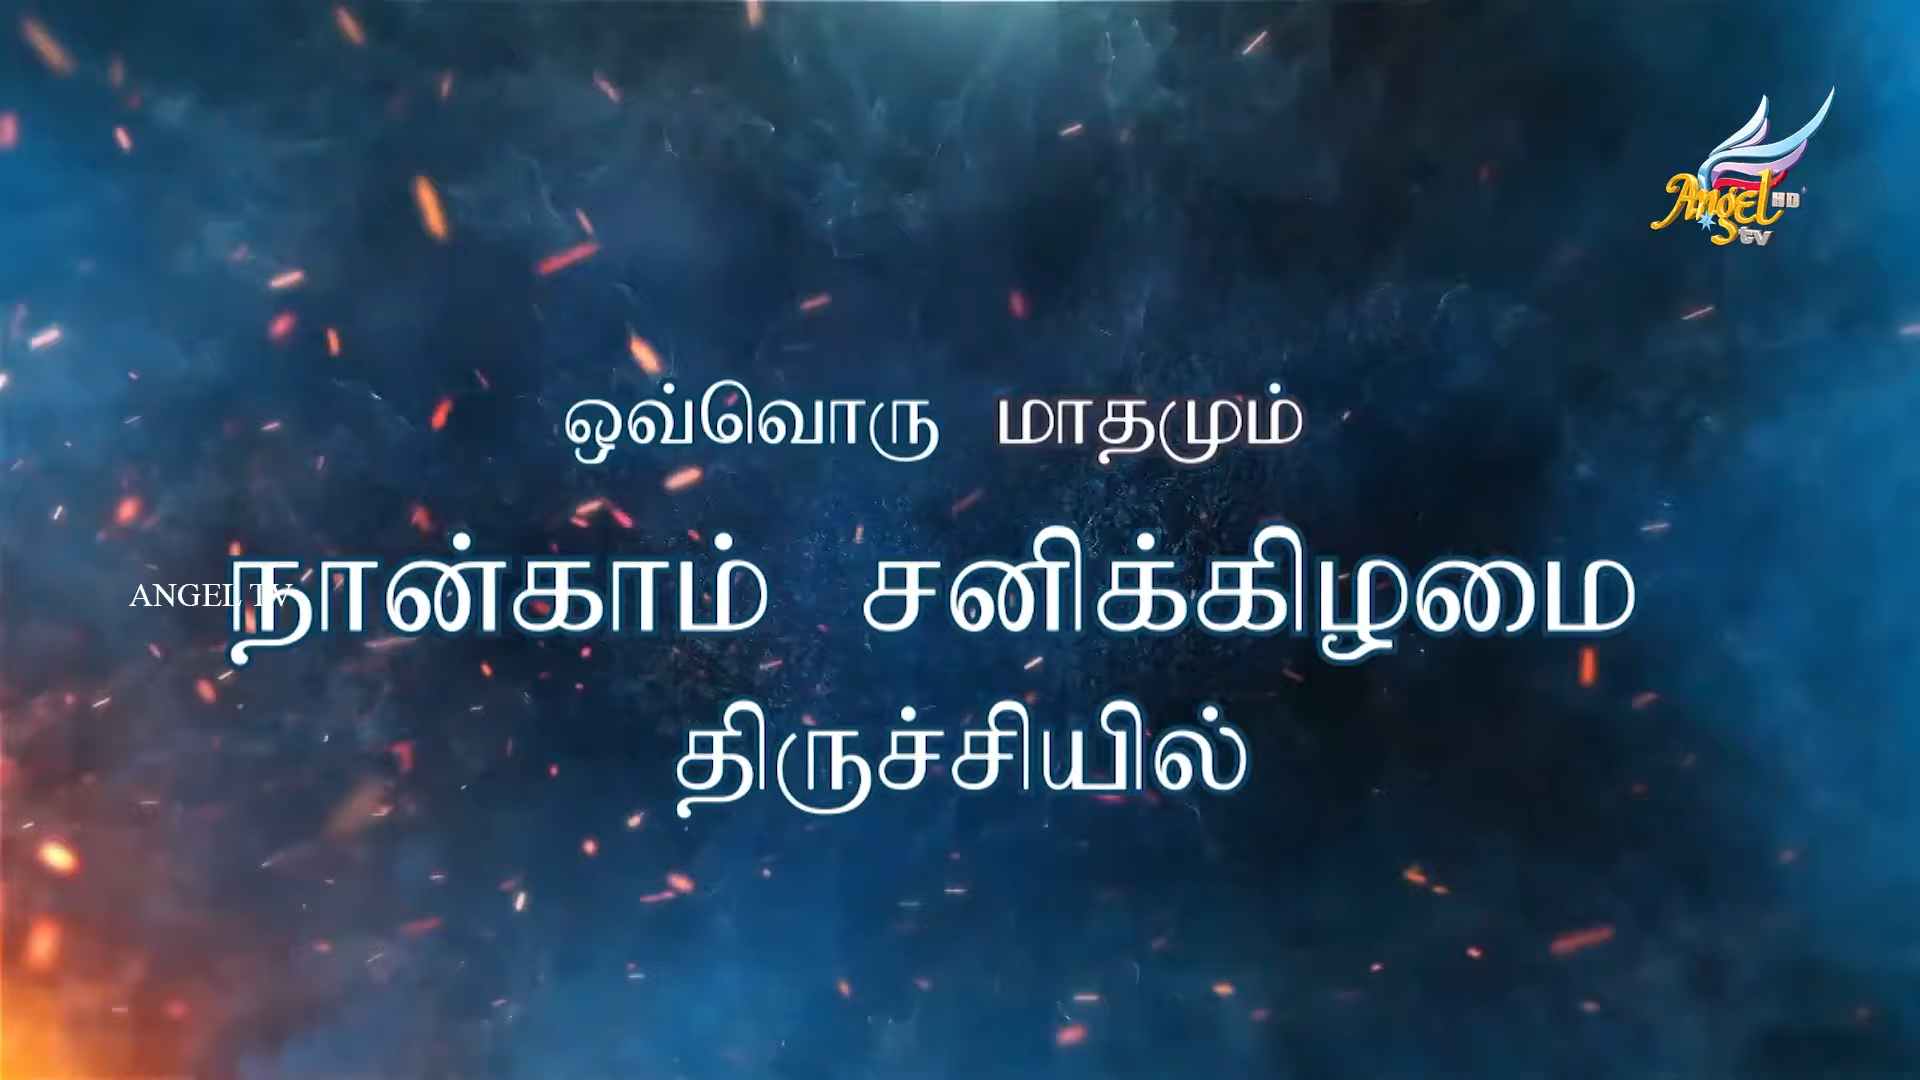 Angel HD
tv
ஒவ்வொரு மாதமும்
நான்காம் சனிக்கிழமை
ANGEL TV
திருச்சியில்